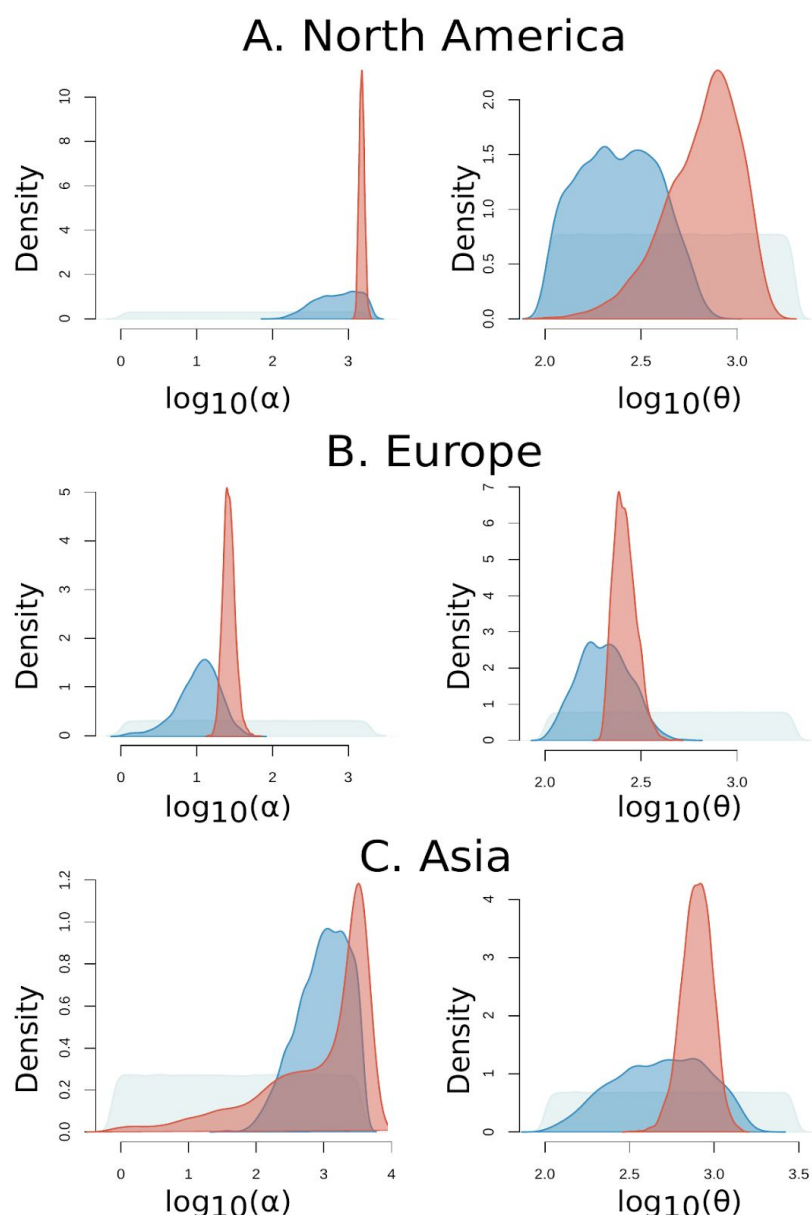 A. North America
Density
10
8
6
4
2
0
0 1 2 3
log10(α)
Density
2.0
1.5
1.0
0.5
0.0
2.0 2.5 3.0
log10(θ)
B. Europe
Density
5
4
3
2
1
0
0 1 2 3
log10(α)
Density
7
6
5
4
3
2
1
0
2.0 2.5 3.0
log10(θ)
C. Asia
Density
1.2
1.0
0.8
0.6
0.4
0.2
0.0
0 1 2 3 4
log10(α)
Density
4
3
2
1
0
2.0 2.5 3.0 3.5
log10(θ)